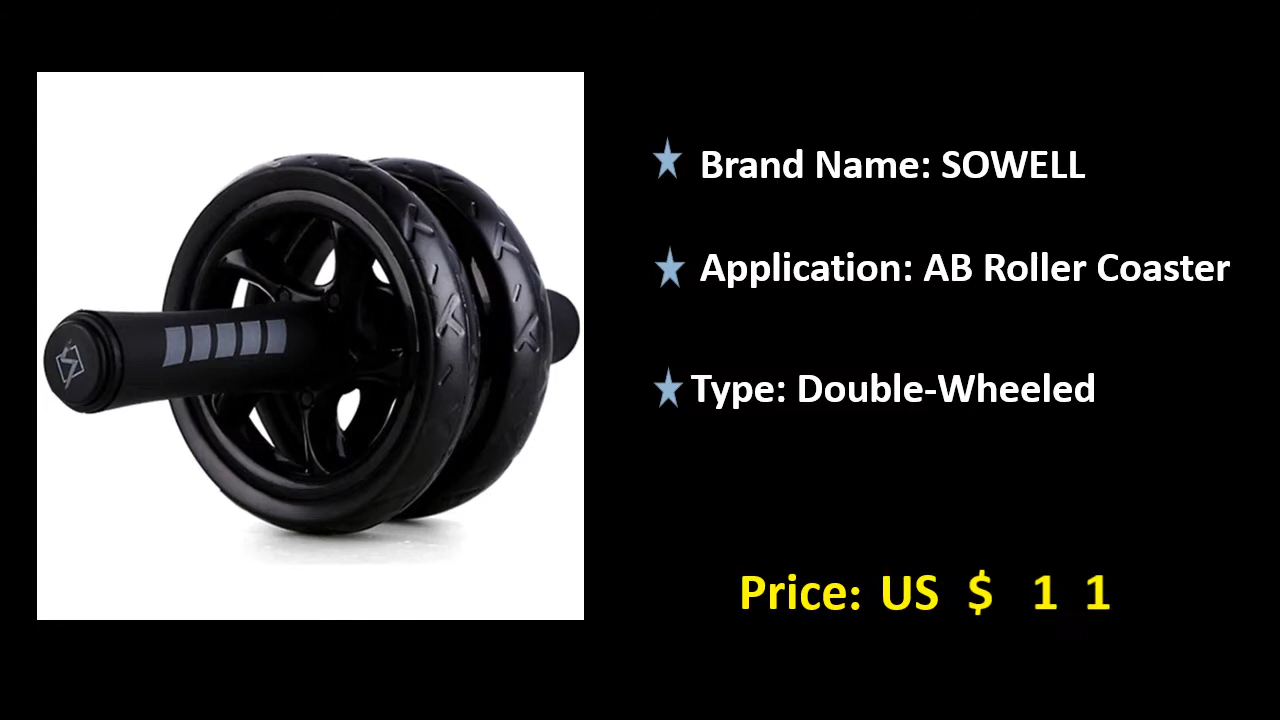 Brand Name: SOWELL
Application: AB Roller Coaster
Type: Double-Wheeled
Price: US $ 1 1